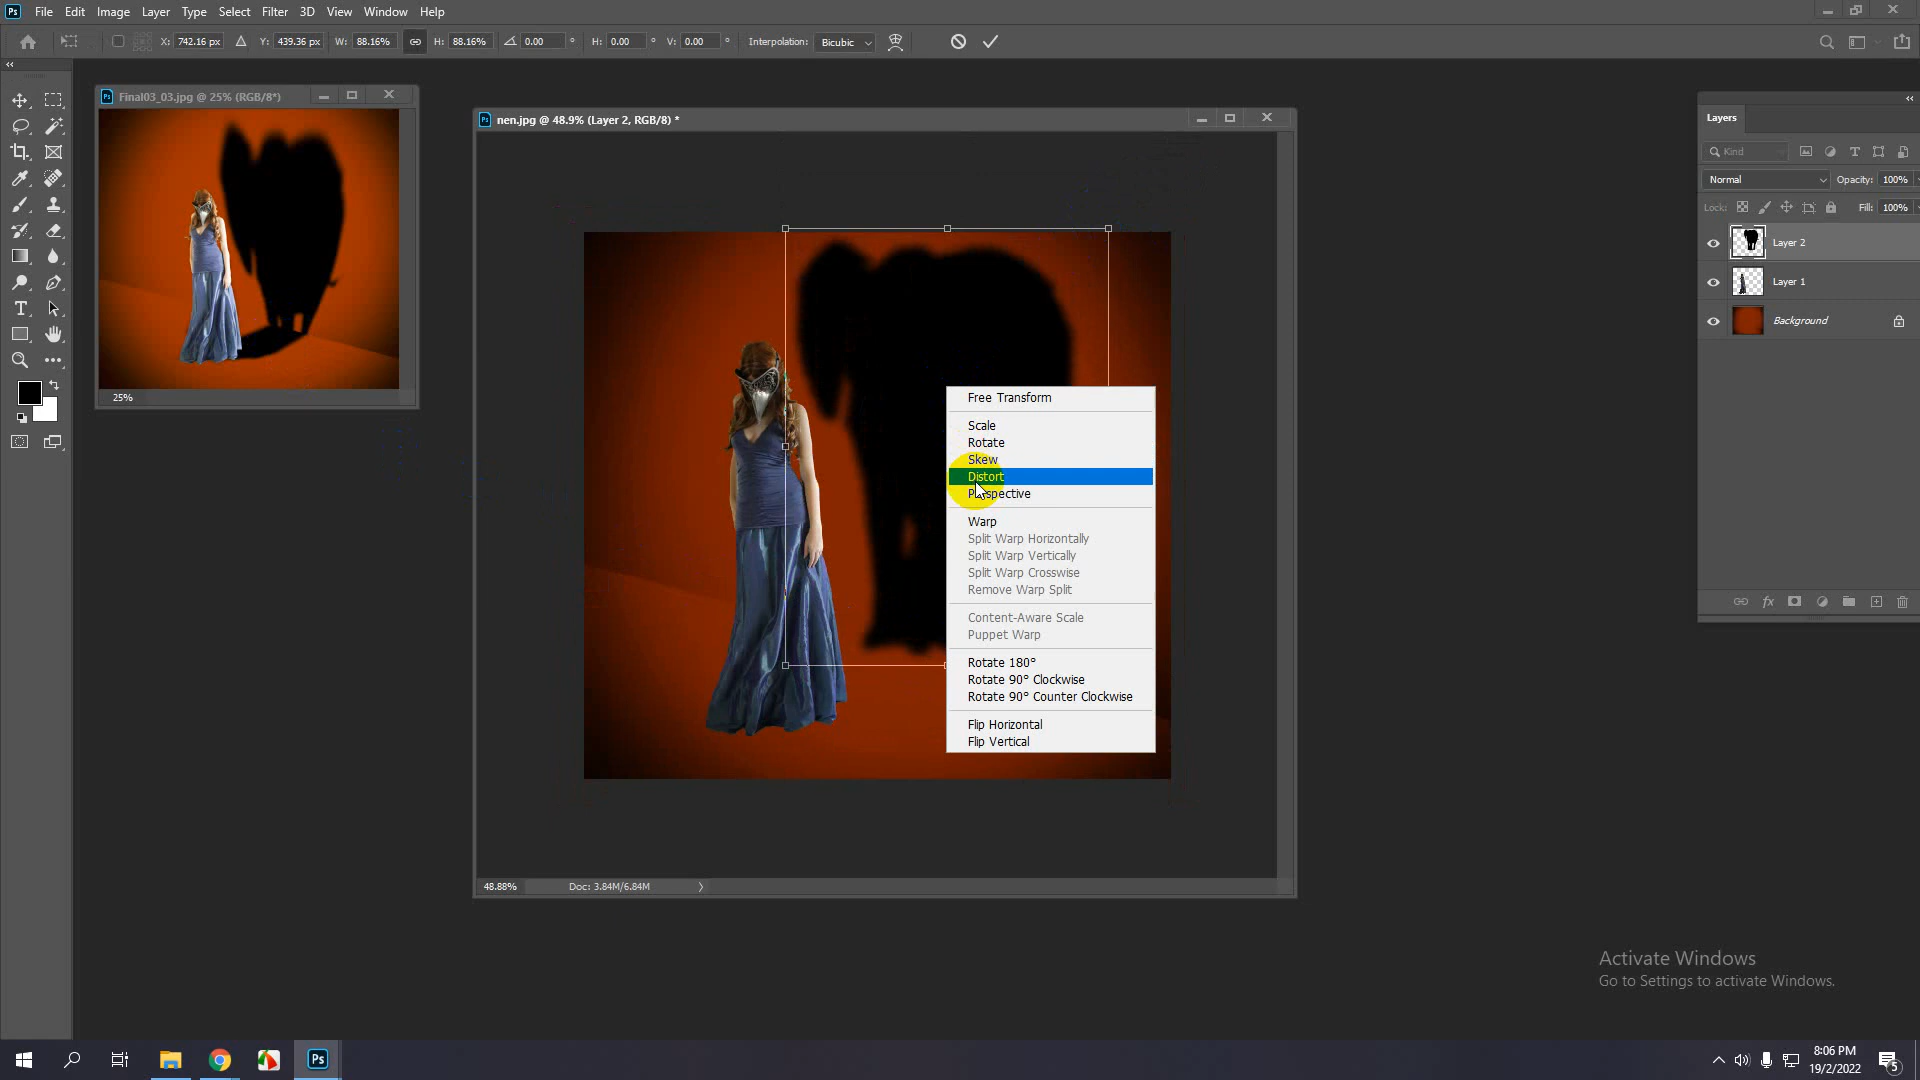 Ps File Edit Image Layer Type Select Filter 3D View Window Help
X: 742.16 px Y: 439.36 px W: 88.16% H: 88.16% 0.00 ° H: 0.00 ° V: 0.00 ° Interpolation: Bicubic
Ps Final03_03.jpg @ 25% (RGB/8*)
25%
Ps nen.jpg @ 48.9% (Layer 2, RGB/8) *
Free Transform
Scale
Rotate
Skew
Distort
Perspective
Warp
Split Warp Horizontally
Split Warp Vertically
Split Warp Crosswise
Remove Warp Split
Content-Aware Scale
Puppet Warp
Rotate 180°
Rotate 90° Clockwise
Rotate 90° Counter Clockwise
Flip Horizontal
Flip Vertical
48.88% Doc: 3.84M/6.84M
Layers
Kind
Normal Opacity: 100%
Lock: Fill: 100%
Layer 2
Layer 1
Background
fx
Activate Windows
Go to Settings to activate Windows.
Ps
8:06 PM
19/2/2022
5